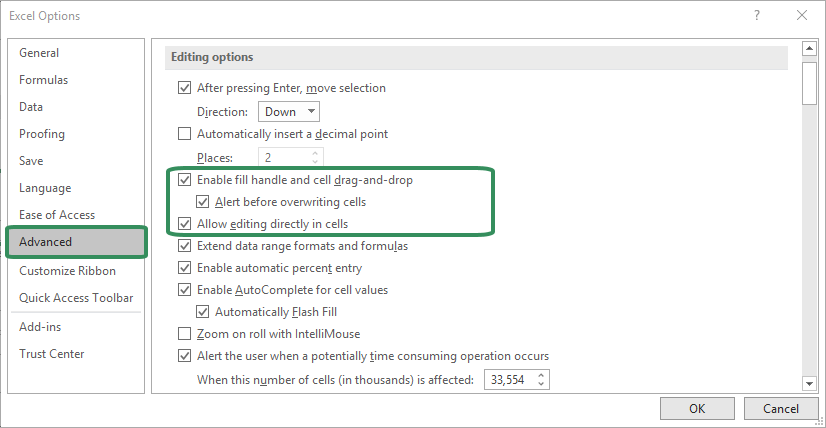 Excel Options
General
Formulas
Data
Proofing
Save
Language
Ease of Access
Advanced
Customize Ribbon
Quick Access Toolbar
Add-ins
Trust Center
Editing options
After pressing Enter, move selection
Direction: Down
Automatically insert a decimal point
Places: 2
Enable fill handle and cell drag-and-drop
Alert before overwriting cells
Allow editing directly in cells
Extend data range formats and formulas
Enable automatic percent entry
Enable AutoComplete for cell values
Automatically Flash Fill
Zoom on roll with IntelliMouse
Alert the user when a potentially time consuming operation occurs
When this number of cells (in thousands) is affected: 33,554
OK Cancel